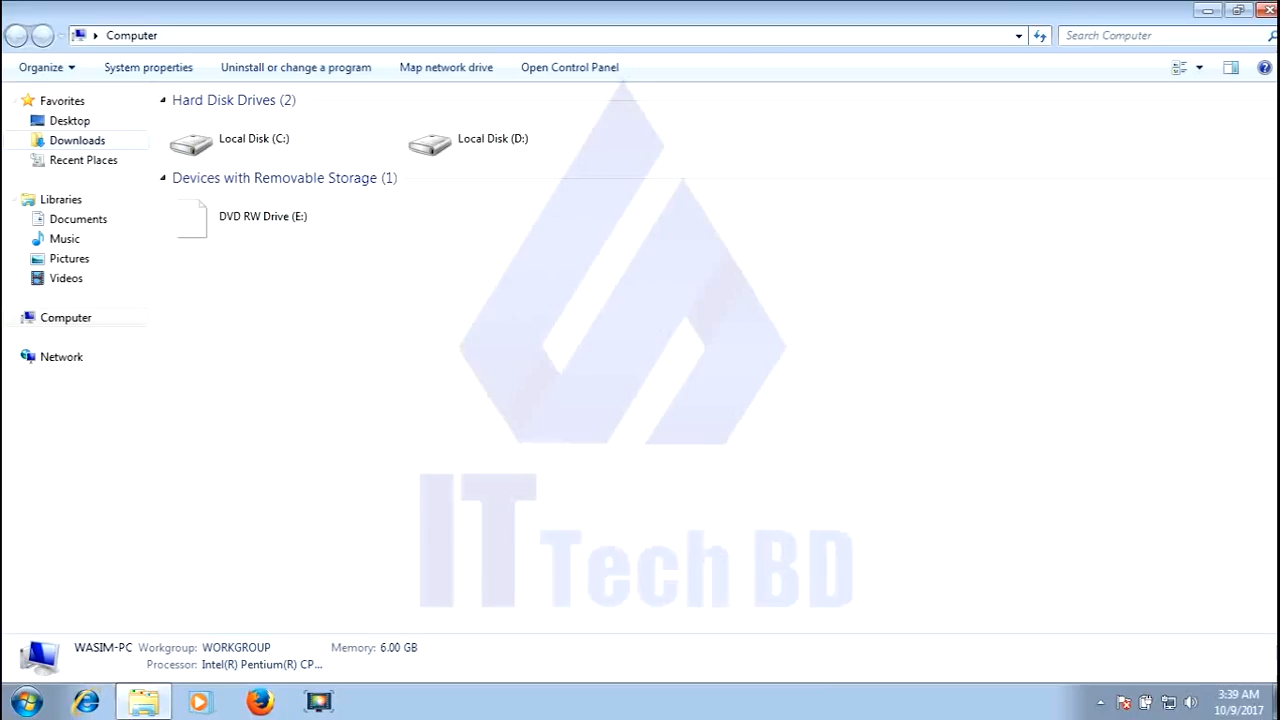 Computer
Search Computer
Organize
System properties
Uninstall or change a program
Map network drive
Open Control Panel
Favorites
Desktop
Downloads
Recent Places
Libraries
Documents
Music
Pictures
Videos
Computer
Network
Hard Disk Drives (2)
Local Disk (C:)
Local Disk (D:)
Devices with Removable Storage (1)
DVD RW Drive (E:)
IT Tech BD
WASIM-PC Workgroup: WORKGROUP Memory: 6.00 GB
Processor: Intel(R) Pentium(R) CP...
3:39 AM
10/9/2017